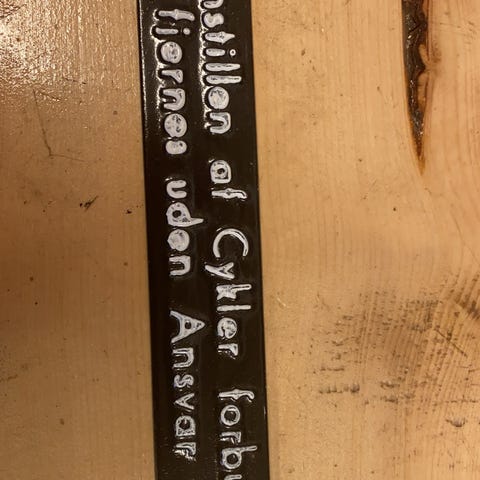 nstillen af Cykler forbu
fjernes uden Ansvar